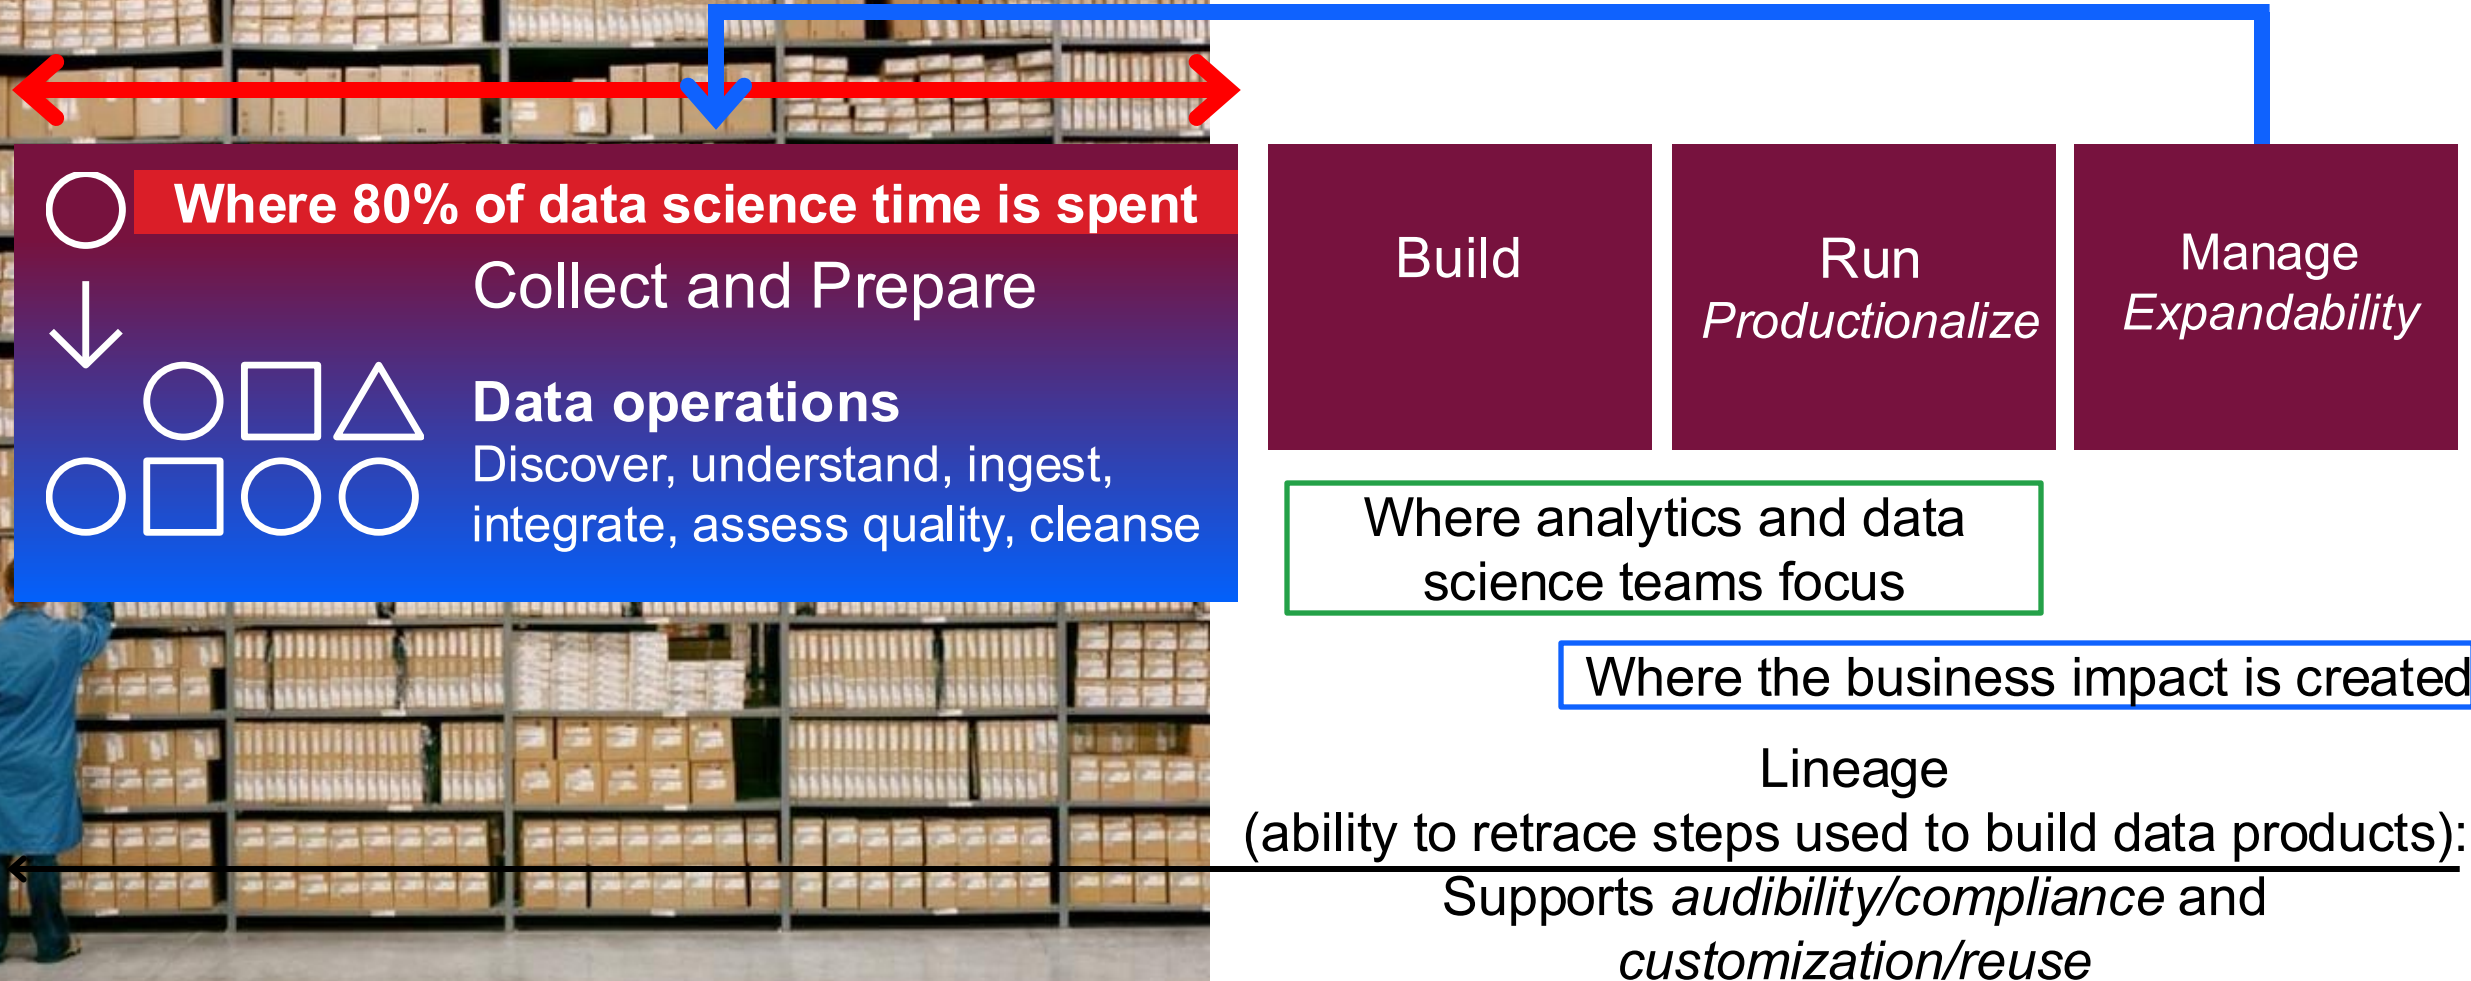 Where 80% of data science time is spent
Collect and Prepare
Data operations
Discover, understand, ingest,
integrate, assess quality, cleanse
Build
Run
Productionalize
Manage
Expandability
Where analytics and data
science teams focus
Where the business impact is created
Lineage
(ability to retrace steps used to build data products):
Supports audibility/compliance and
customization/reuse